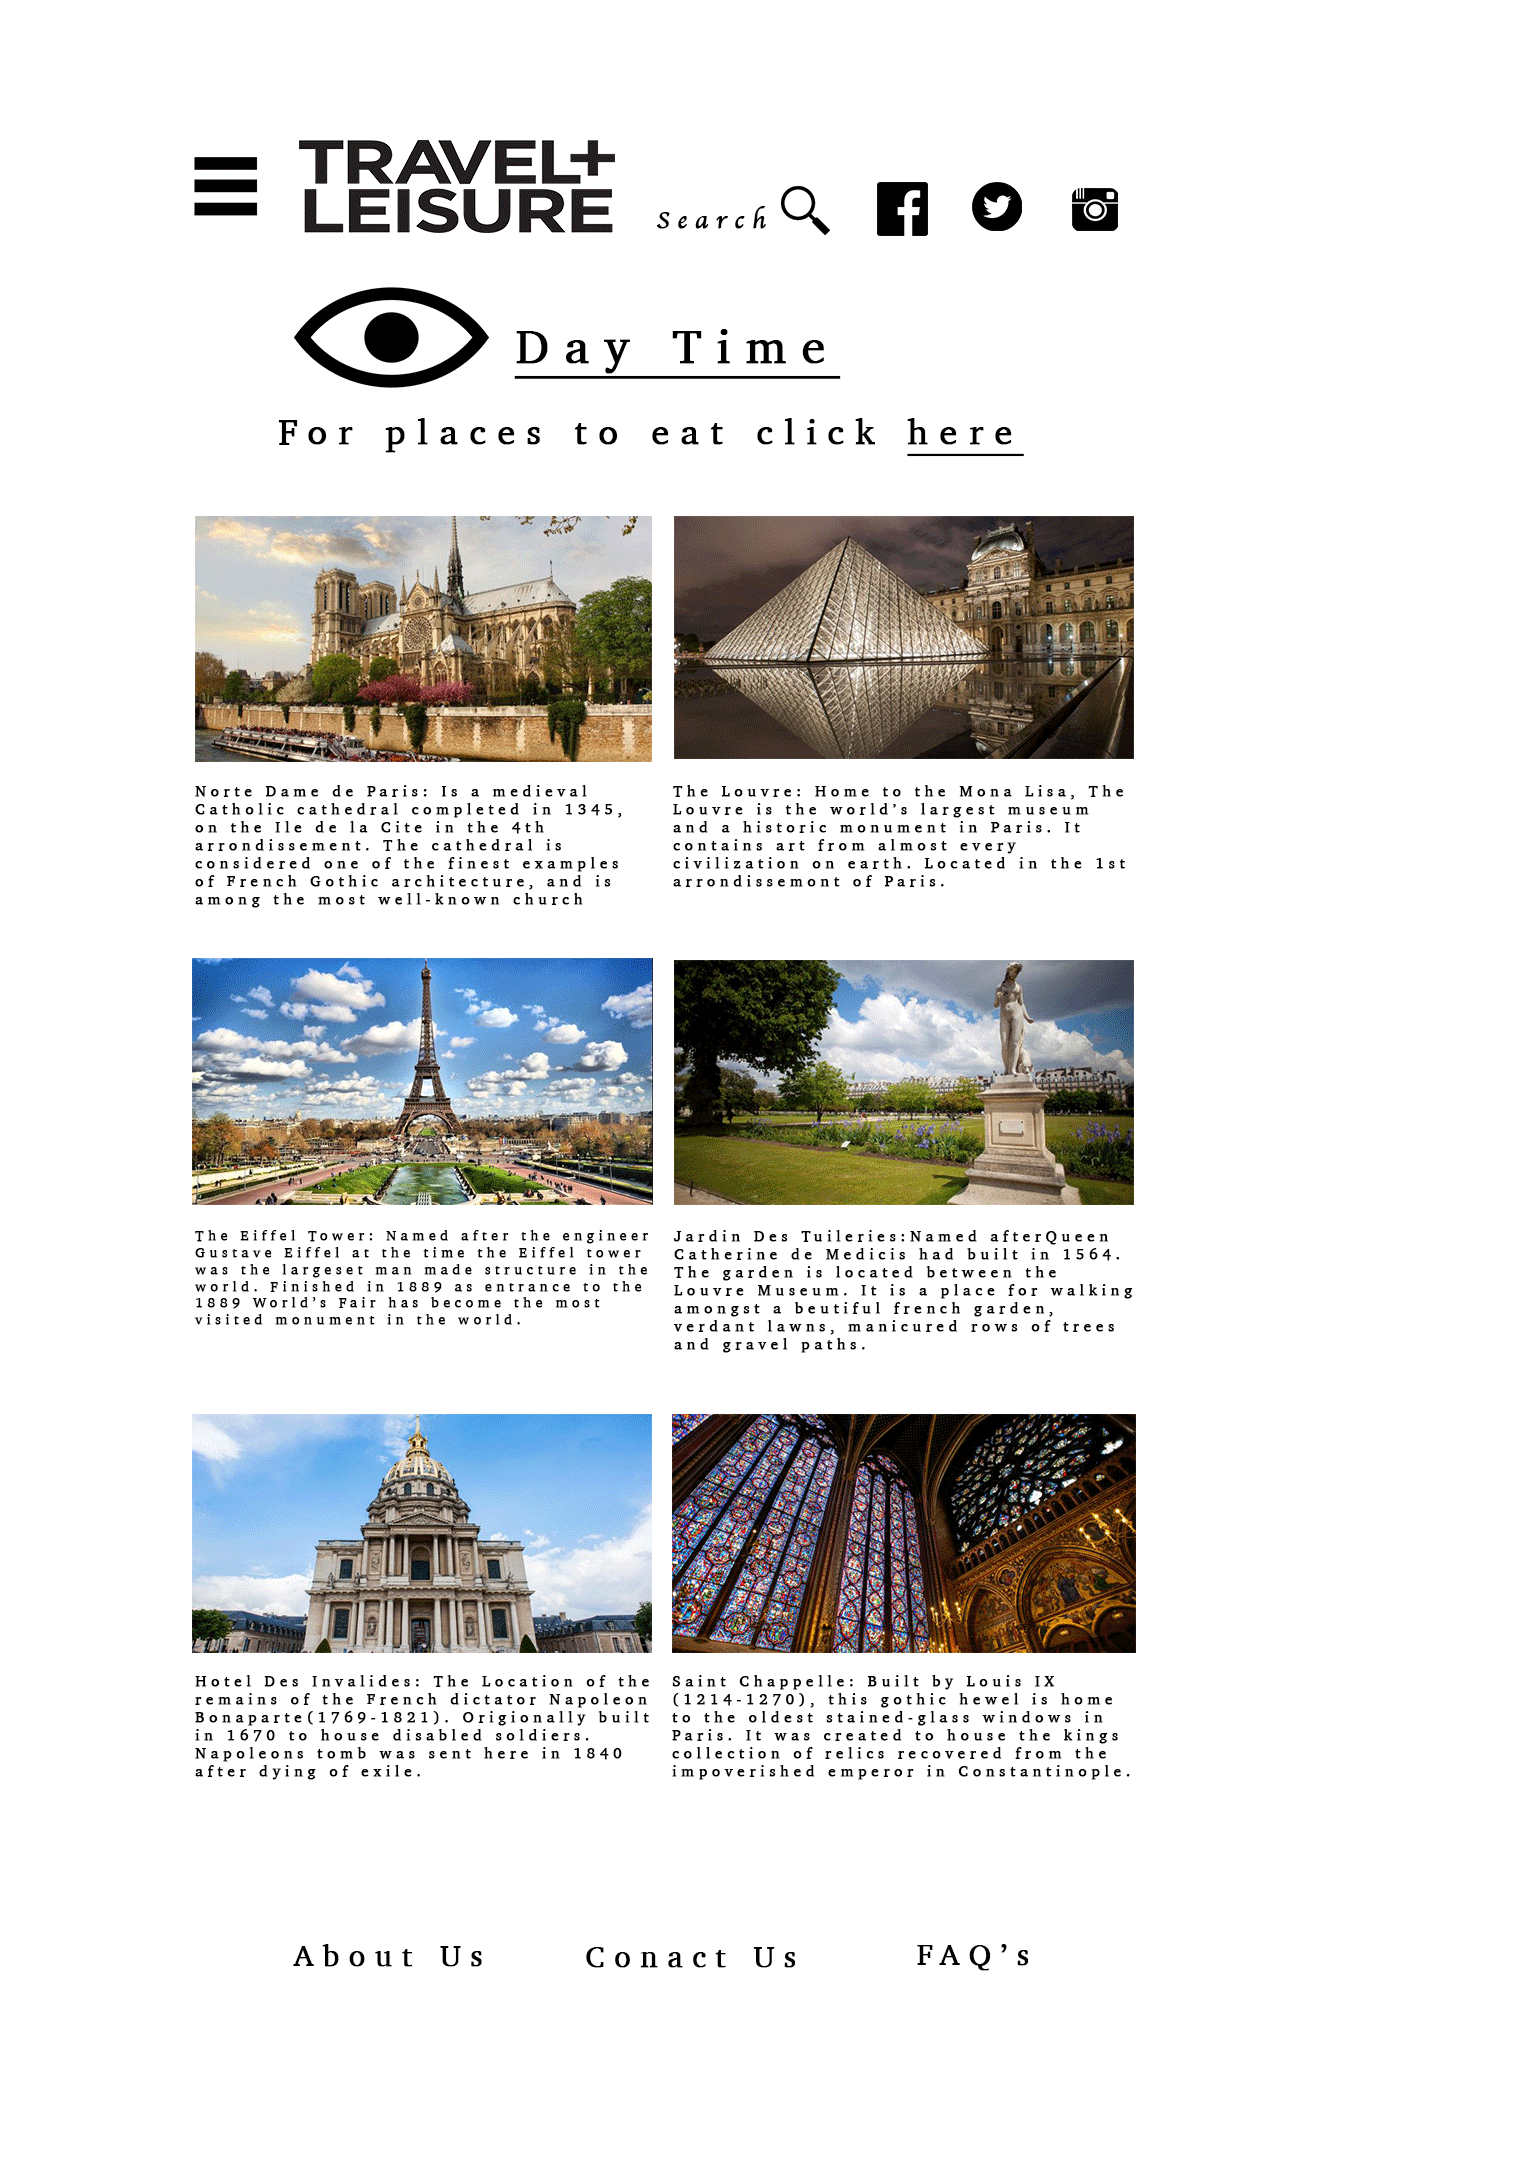 TRAVEL+
LEISURE
Search
Day Time
For places to eat click here
Norte Dame de Paris: Is a medieval
Catholic cathedral completed in 1345,
on the Ile de la Cite in the 4th
arrondissement. The cathedral is
considered one of the finest examples
of French Gothic architecture, and is
among the most well-known church
The Louvre: Home to the Mona Lisa, The
Louvre is the world’s largest museum
and a historic monument in Paris. It
contains art from almost every
civilization on earth. Located in the 1st
arrondissemont of Paris.
The Eiffel Tower: Named after the engineer
Gustave Eiffel at the time the Eiffel tower
was the largeset man made structure in the
world. Finished in 1889 as entrance to the
1889 World’s Fair has become the most
visited monument in the world.
Jardin Des Tuileries:Named afterQueen
Catherine de Medicis had built in 1564.
The garden is located between the
Louvre Museum. It is a place for walking
amongst a beutiful french garden,
verdant lawns, manicured rows of trees
and gravel paths.
Hotel Des Invalides: The Location of the
remains of the French dictator Napoleon
Bonaparte(1769-1821). Origionally built
in 1670 to house disabled soldiers.
Napoleons tomb was sent here in 1840
after dying of exile.
Saint Chappelle: Built by Louis IX
(1214-1270), this gothic hewel is home
to the oldest stained-glass windows in
Paris. It was created to house the kings
collection of relics recovered from the
impoverished emperor in Constantinople.
About Us
Conact Us
FAQ’s